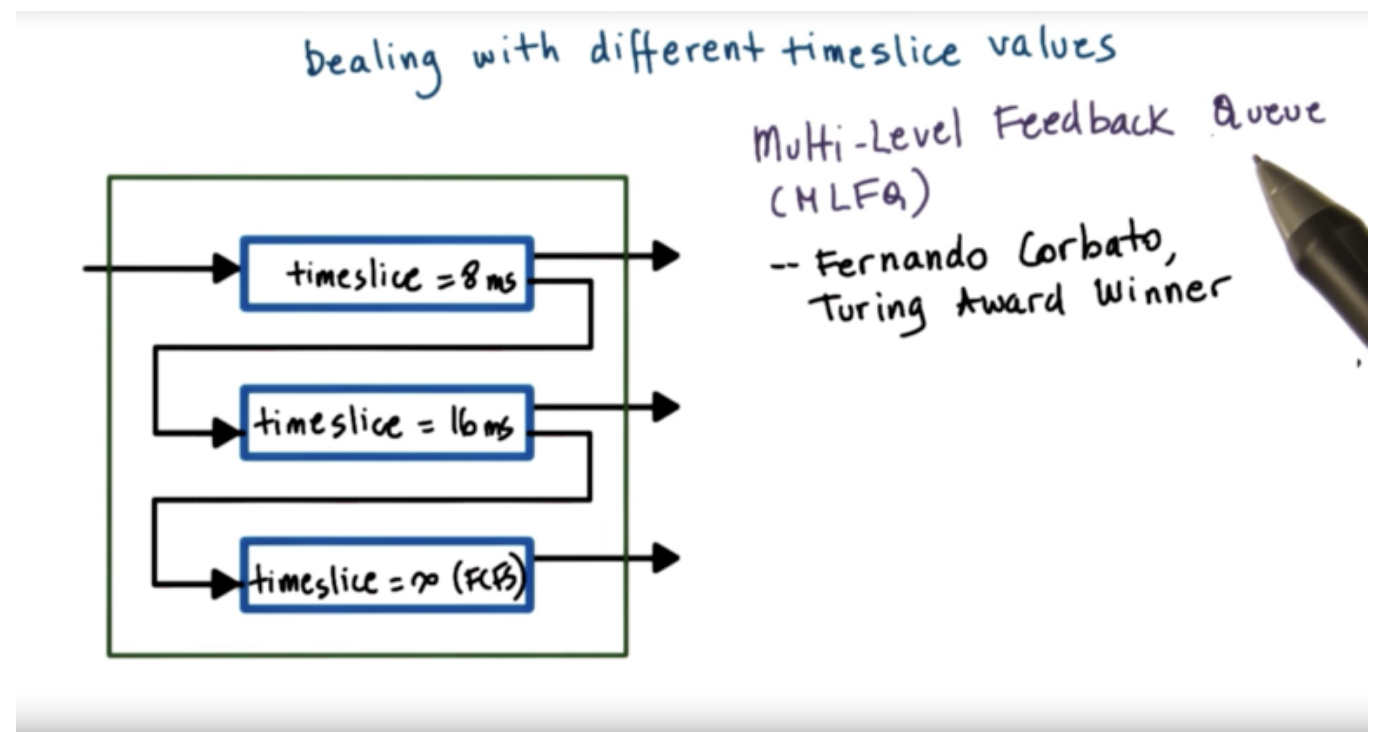 Dealing with different timeslice values
Multi-Level Feedback Queue
(MLFQ)
-- Fernando Corbato,
Turing Award Winner
timeslice = 8 ms
timeslice = 16 ms
timeslice = ∞ (FCFS)